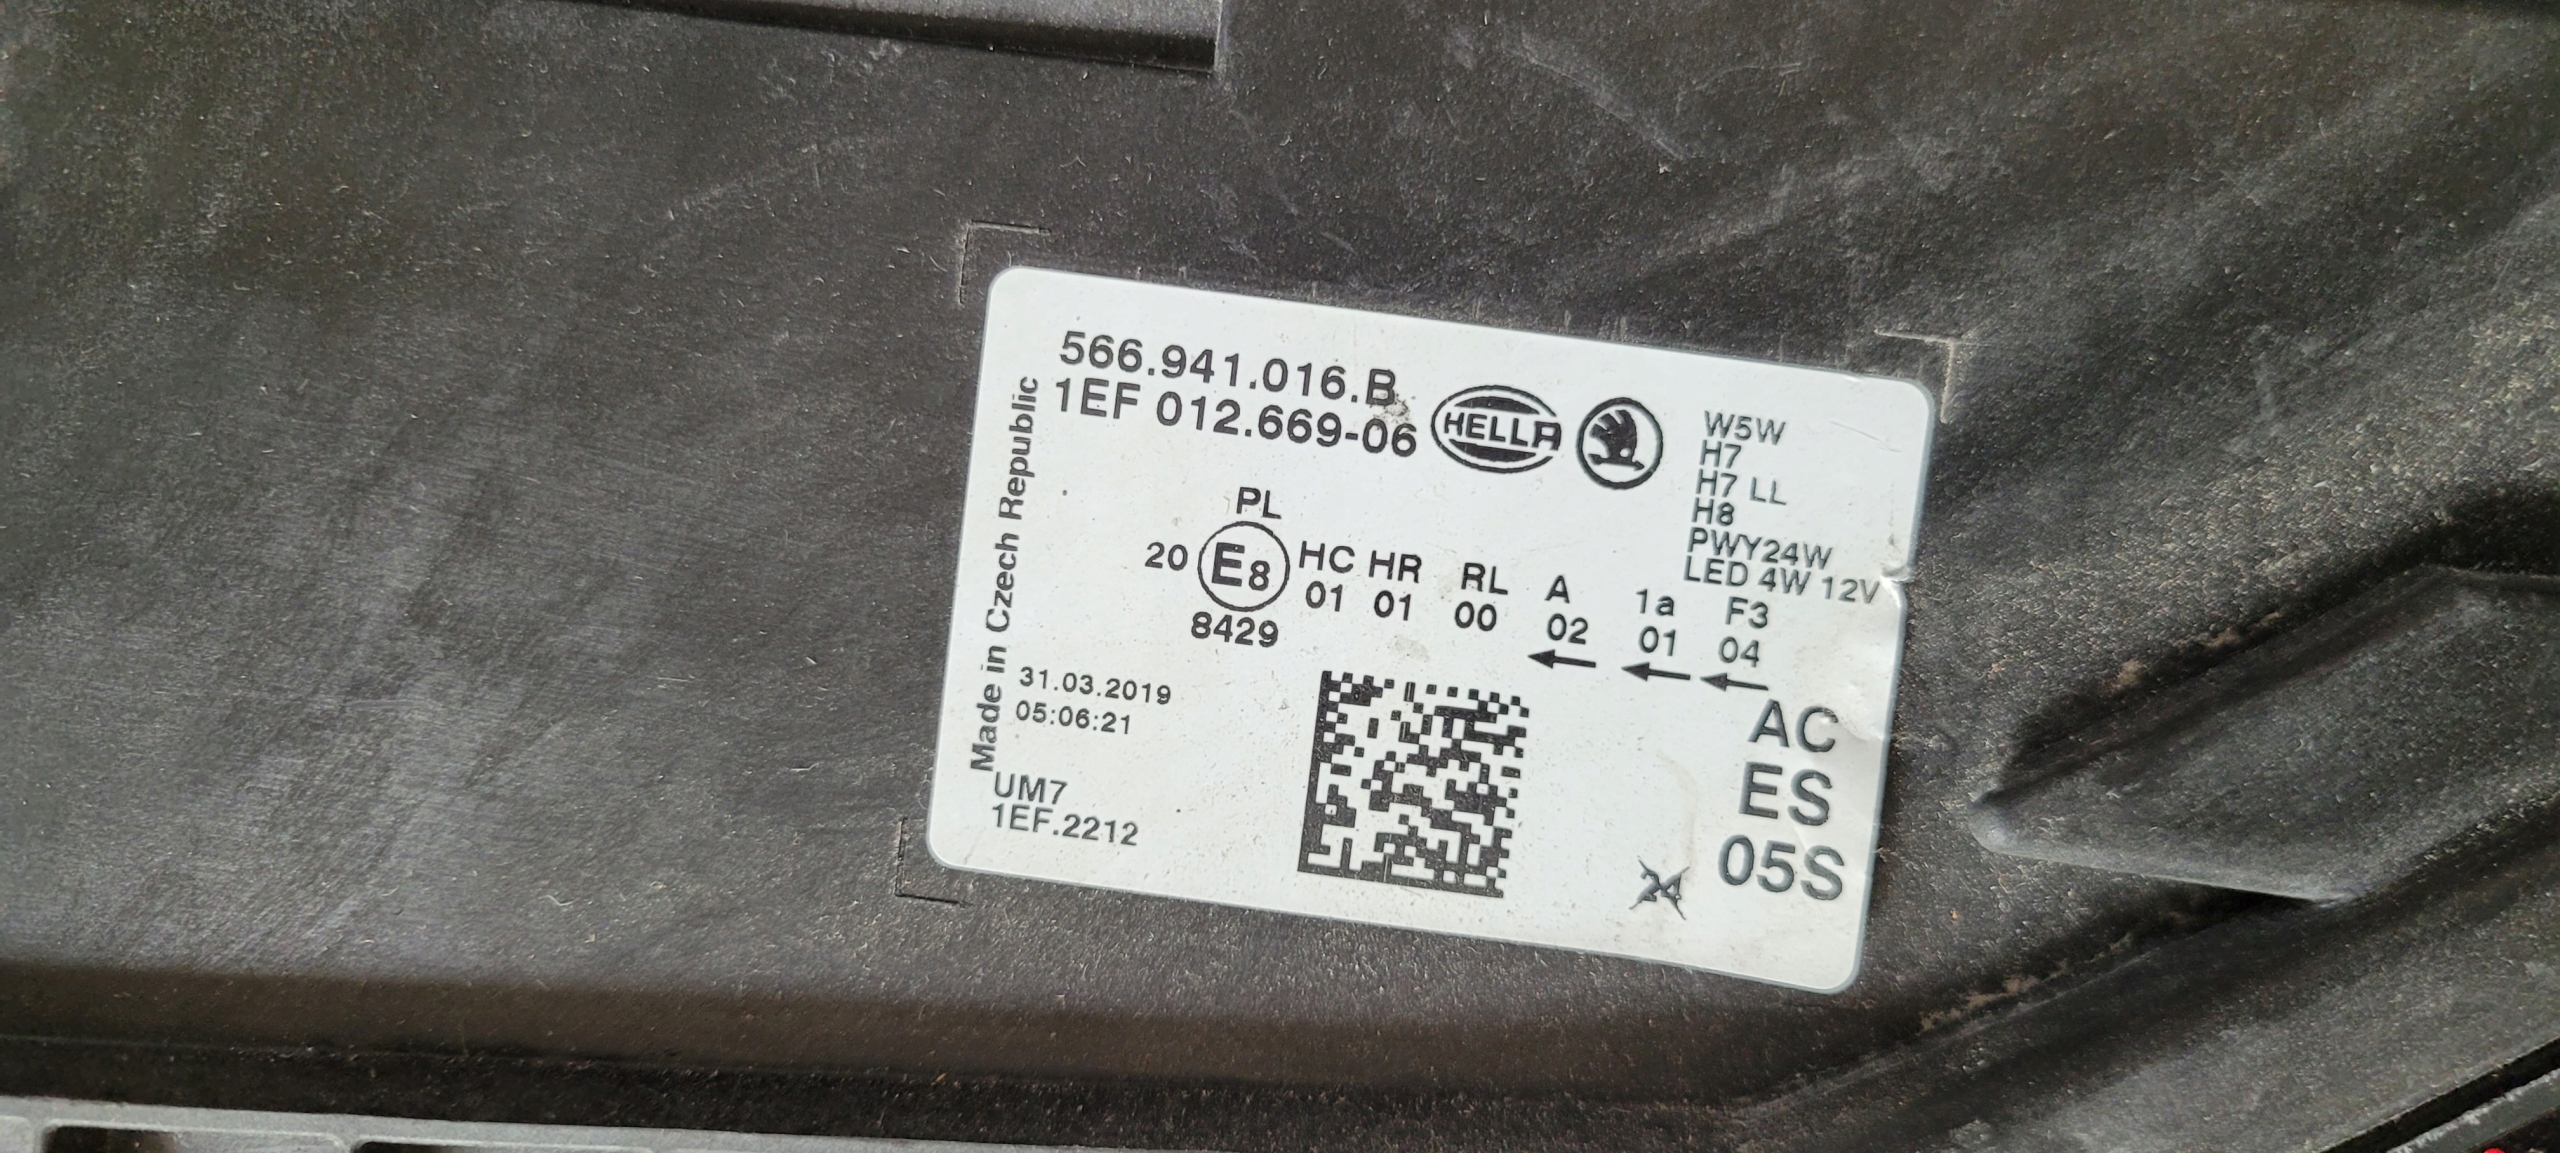 566.941.016.B
1EF 012.669-06
HELLA
W5W
H7
H7 LL
H8
PWY24W
LED 4W 12V
Made in Czech Republic
PL
20 E8 HC HR RL A 1a F3
01 01 00 02 01 04
8429
31.03.2019
05:06:21
UM7
1EF.2212
AC
ES
05S
24